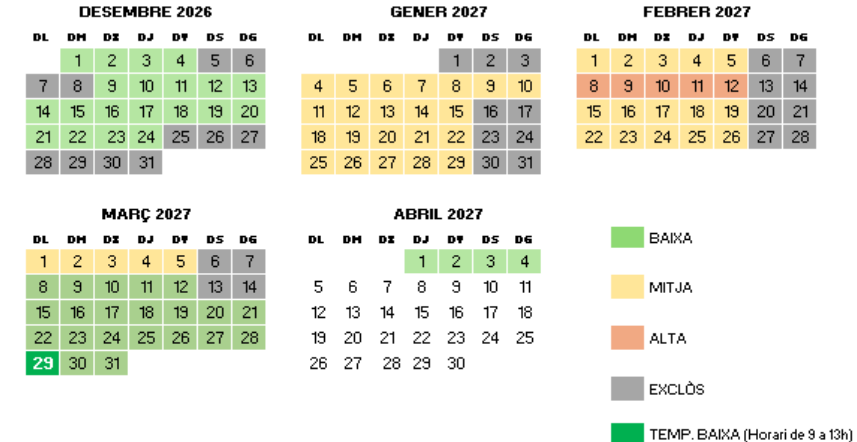 DESEMBRE 2026
DL DM DX DJ DV DS DG
1 2 3 4 5 6
7 8 9 10 11 12 13
14 15 16 17 18 19 20
21 22 23 24 25 26 27
28 29 30 31
GENER 2027
DL DM DX DJ DV DS DG
1 2 3
4 5 6 7 8 9 10
11 12 13 14 15 16 17
18 19 20 21 22 23 24
25 26 27 28 29 30 31
FEBRER 2027
DL DM DX DJ DV DS DG
1 2 3 4 5 6 7
8 9 10 11 12 13 14
15 16 17 18 19 20 21
22 23 24 25 26 27 28
MARÇ 2027
DL DM DX DJ DV DS DG
1 2 3 4 5 6 7
8 9 10 11 12 13 14
15 16 17 18 19 20 21
22 23 24 25 26 27 28
29 30 31
ABRIL 2027
DL DM DX DJ DV DS DG
1 2 3 4
5 6 7 8 9 10 11
12 13 14 15 16 17 18
19 20 21 22 23 24 25
26 27 28 29 30
BAIXA
MITJA
ALTA
EXCLÒS
TEMP. BAIXA (Horari de 9 a 13h)